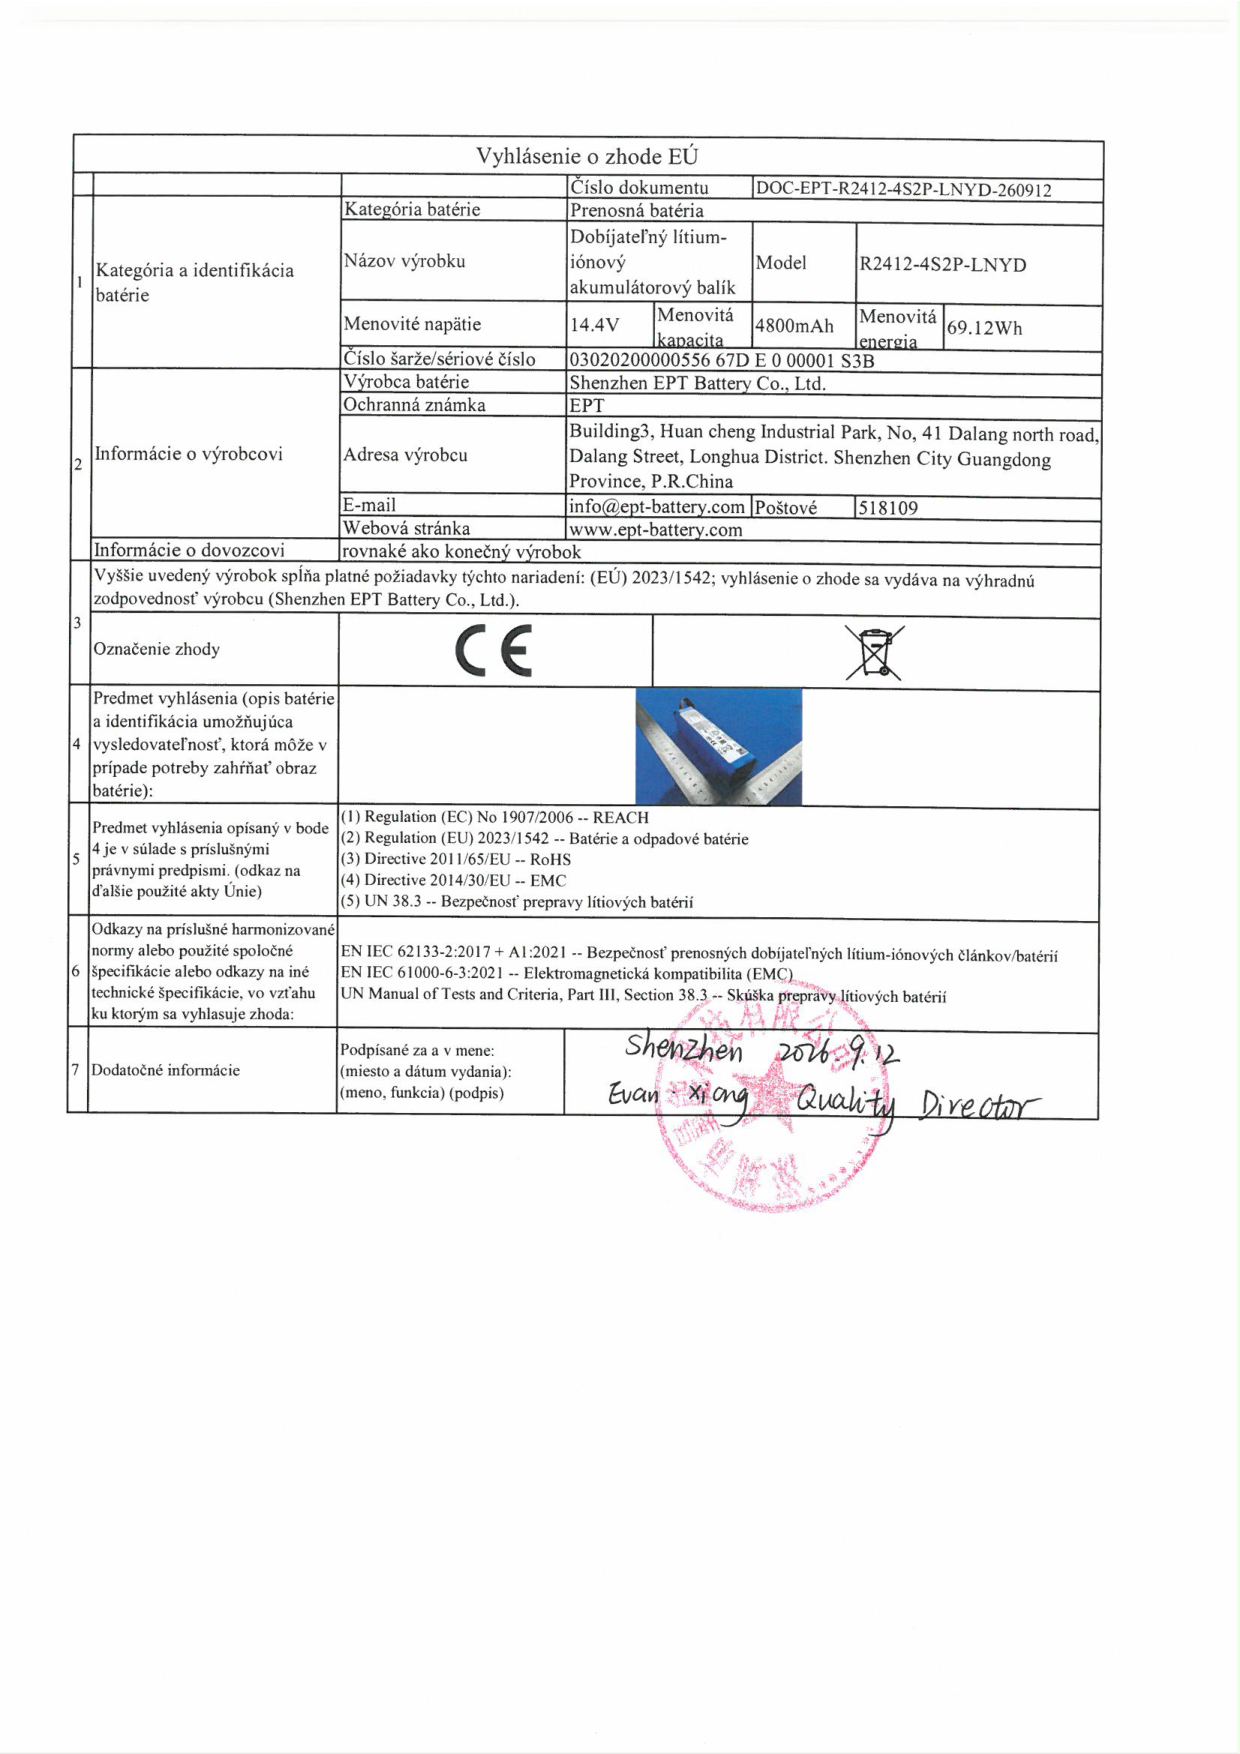 Vyhlásenie o zhode EÚ
Číslo dokumentu DOC-EPT-R2412-4S2P-LNYD-260912
1
Kategória a identifikácia
batérie
Kategória batérie Prenosná batéria
Názov výrobku
Dobíjateľný lítium-
iónový
akumulátorový balík
Model R2412-4S2P-LNYD
Menovité napätie 14.4V
Menovitá
kapacita
4800mAh
Menovitá
energia
69.12Wh
Číslo šarže/sériové číslo 03020200000556 67D E 0 00001 S3B
2
Informácie o výrobcovi
Výrobca batérie Shenzhen EPT Battery Co., Ltd.
Ochranná známka EPT
Adresa výrobcu
Building3, Huan cheng Industrial Park, No, 41 Dalang north road,
Dalang Street, Longhua District. Shenzhen City Guangdong
Province, P.R.China
E-mail info@ept-battery.com Poštové 518109
Webová stránka www.ept-battery.com
Informácie o dovozcovi rovnaké ako konečný výrobok
3
Vyššie uvedený výrobok spĺňa platné požiadavky týchto nariadení: (EÚ) 2023/1542; vyhlásenie o zhode sa vydáva na výhradnú
zodpovednosť výrobcu (Shenzhen EPT Battery Co., Ltd.).
Označenie zhody CE
4
Predmet vyhlásenia (opis batérie
a identifikácia umožňujúca
vysledovateľnosť, ktorá môže v
prípade potreby zahŕňať obraz
batérie):
5
Predmet vyhlásenia opísaný v bode
4 je v súlade s príslušnými
právnymi predpismi. (odkaz na
ďalšie použité akty Únie)
(1) Regulation (EC) No 1907/2006 -- REACH
(2) Regulation (EU) 2023/1542 -- Batérie a odpadové batérie
(3) Directive 2011/65/EU -- RoHS
(4) Directive 2014/30/EU -- EMC
(5) UN 38.3 -- Bezpečnosť prepravy lítiových batérií
6
Odkazy na príslušné harmonizované
normy alebo použité spoločné
špecifikácie alebo odkazy na iné
technické špecifikácie, vo vzťahu
ku ktorým sa vyhlasuje zhoda:
EN IEC 62133-2:2017 + A1:2021 -- Bezpečnosť prenosných dobíjateľných lítium-iónových článkov/batérií
EN IEC 61000-6-3:2021 -- Elektromagnetická kompatibilita (EMC)
UN Manual of Tests and Criteria, Part III, Section 38.3 -- Skúška prepravy lítiových batérií
7 Dodatočné informácie
Podpísané za a v mene:
(miesto a dátum vydania):
(meno, funkcia) (podpis)
Shenzhen 2026.9.12
Evan · Xiang Quality Director